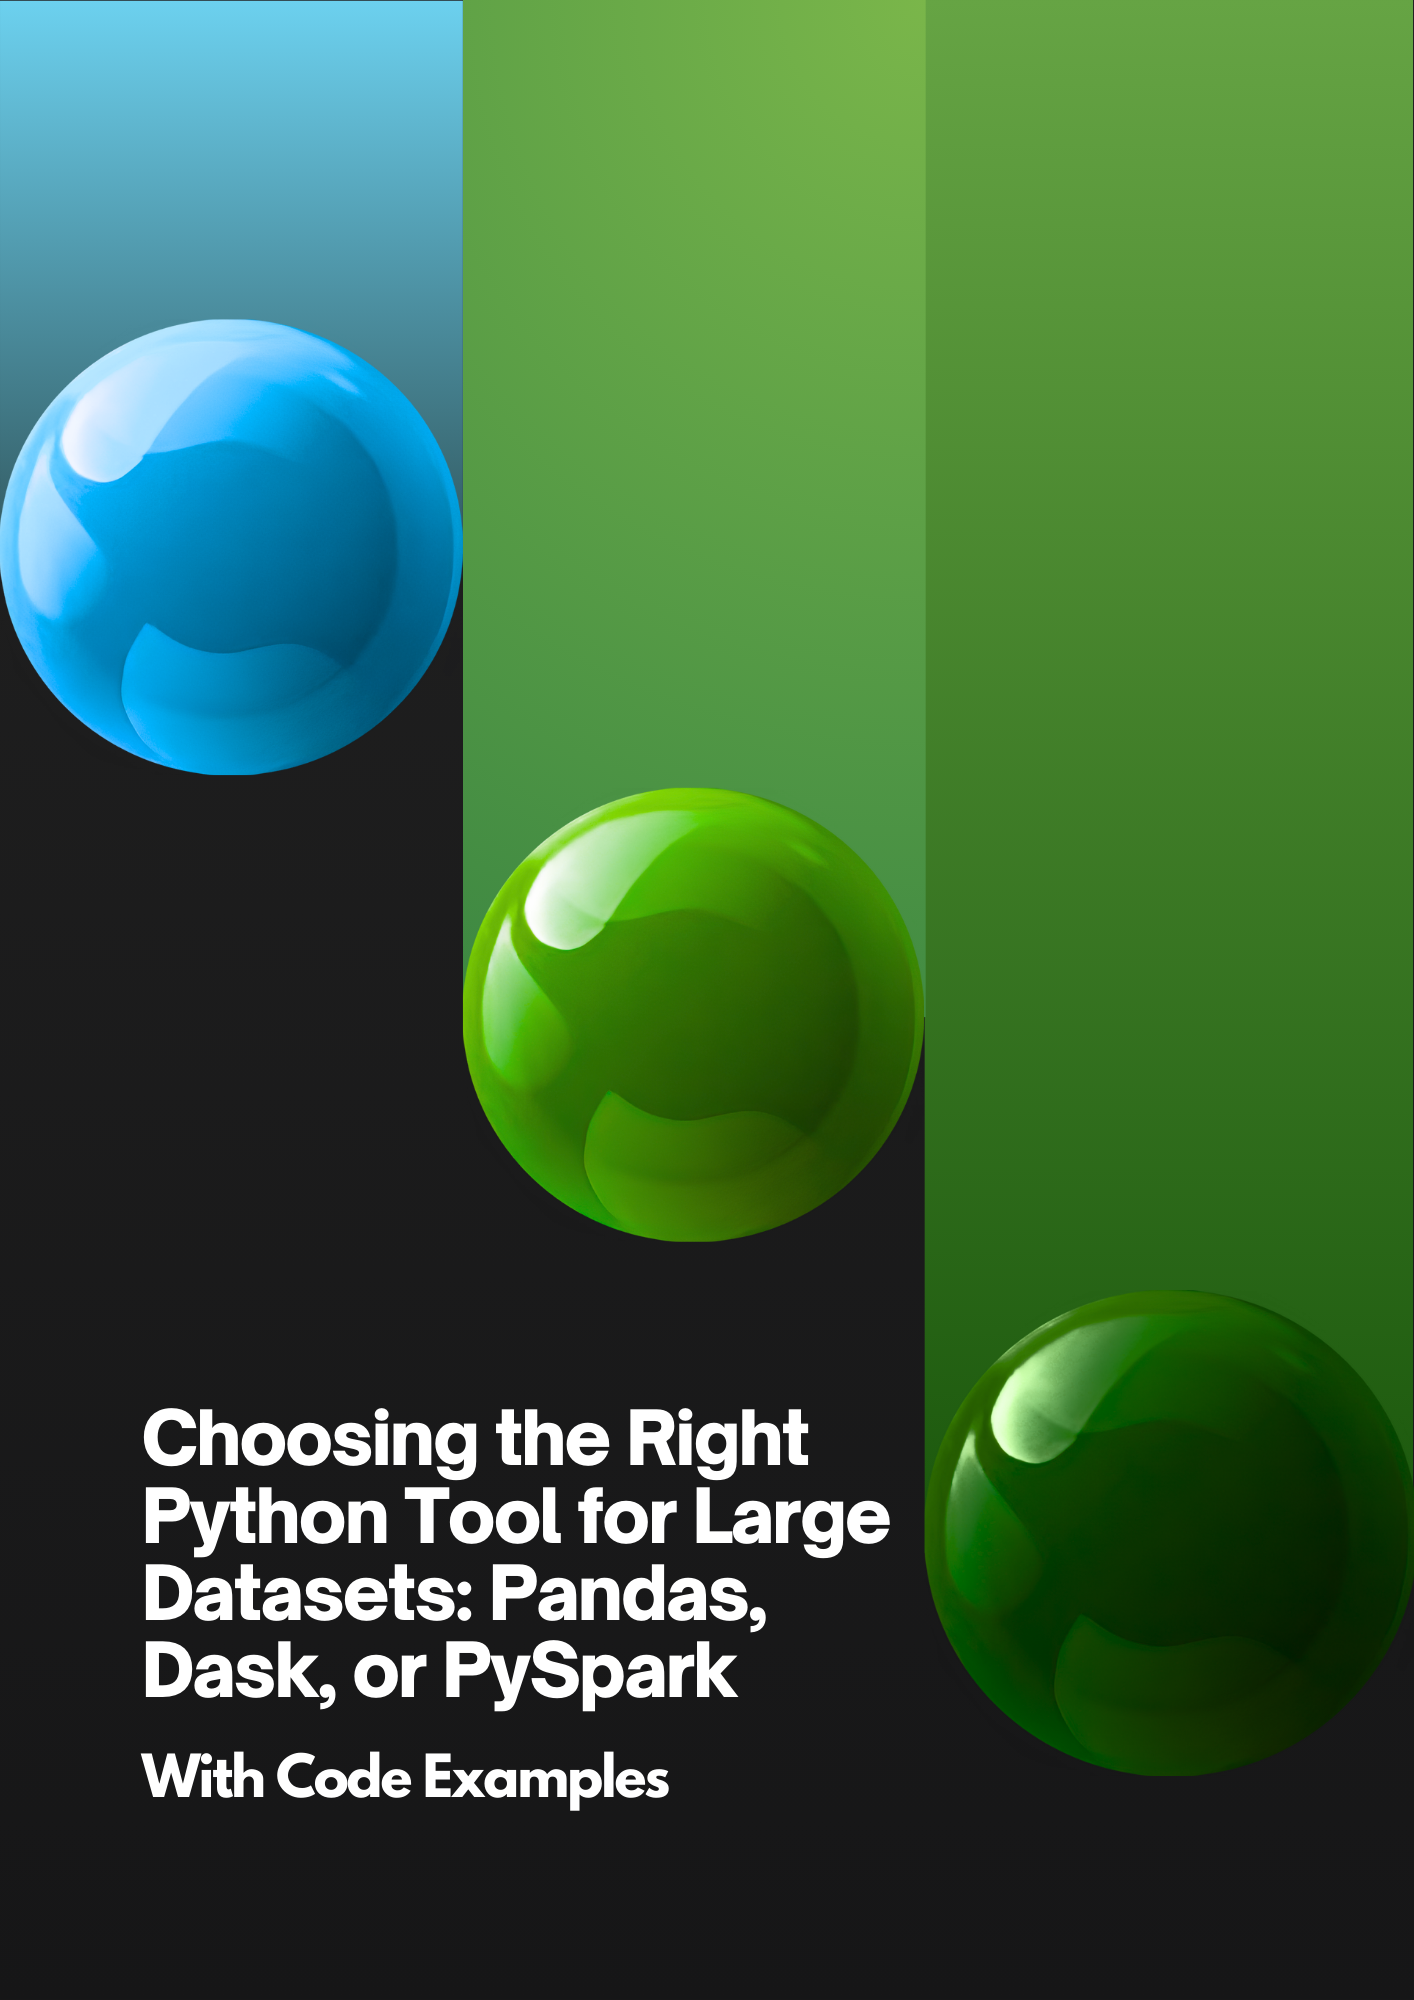 Choosing the Right
Python Tool for Large
Datasets: Pandas,
Dask, or PySpark
With Code Examples